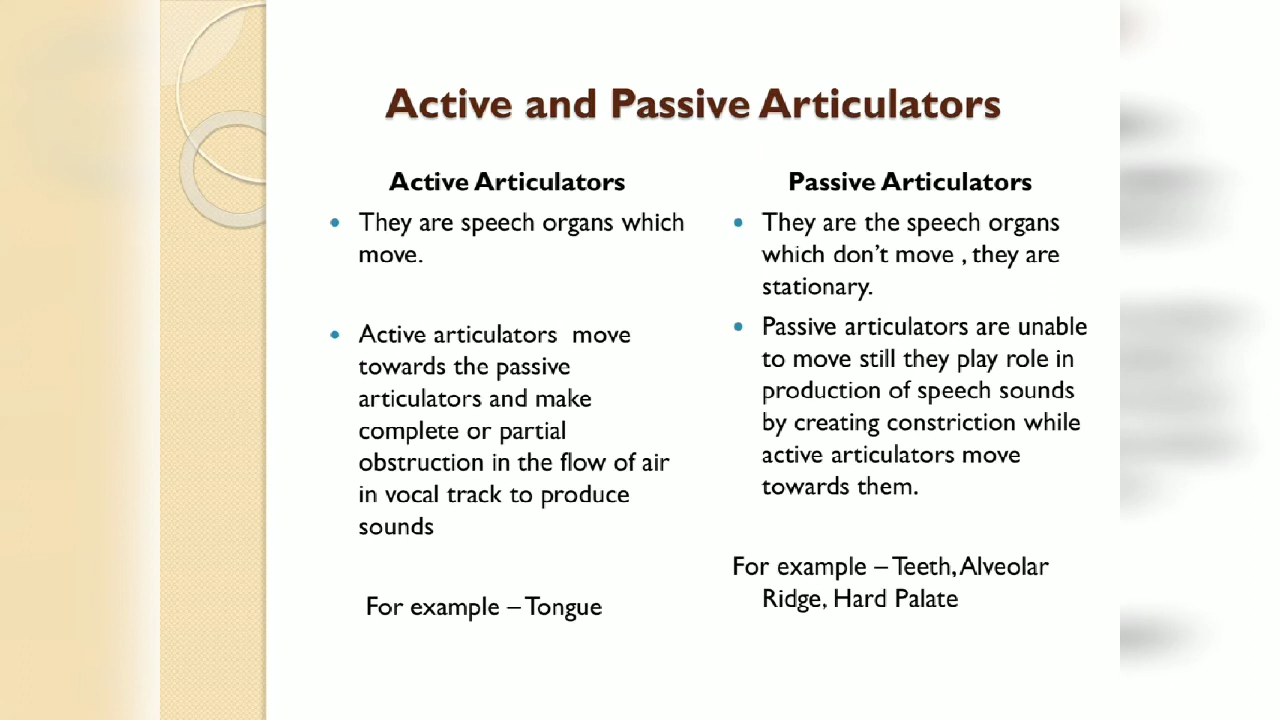 Active and Passive Articulators
Active Articulators
• They are speech organs which
move.
• Active articulators move
towards the passive
articulators and make
complete or partial
obstruction in the flow of air
in vocal track to produce
sounds
For example – Tongue
Passive Articulators
• They are the speech organs
which don’t move , they are
stationary.
• Passive articulators are unable
to move still they play role in
production of speech sounds
by creating constriction while
active articulators move
towards them.
For example – Teeth, Alveolar
Ridge, Hard Palate